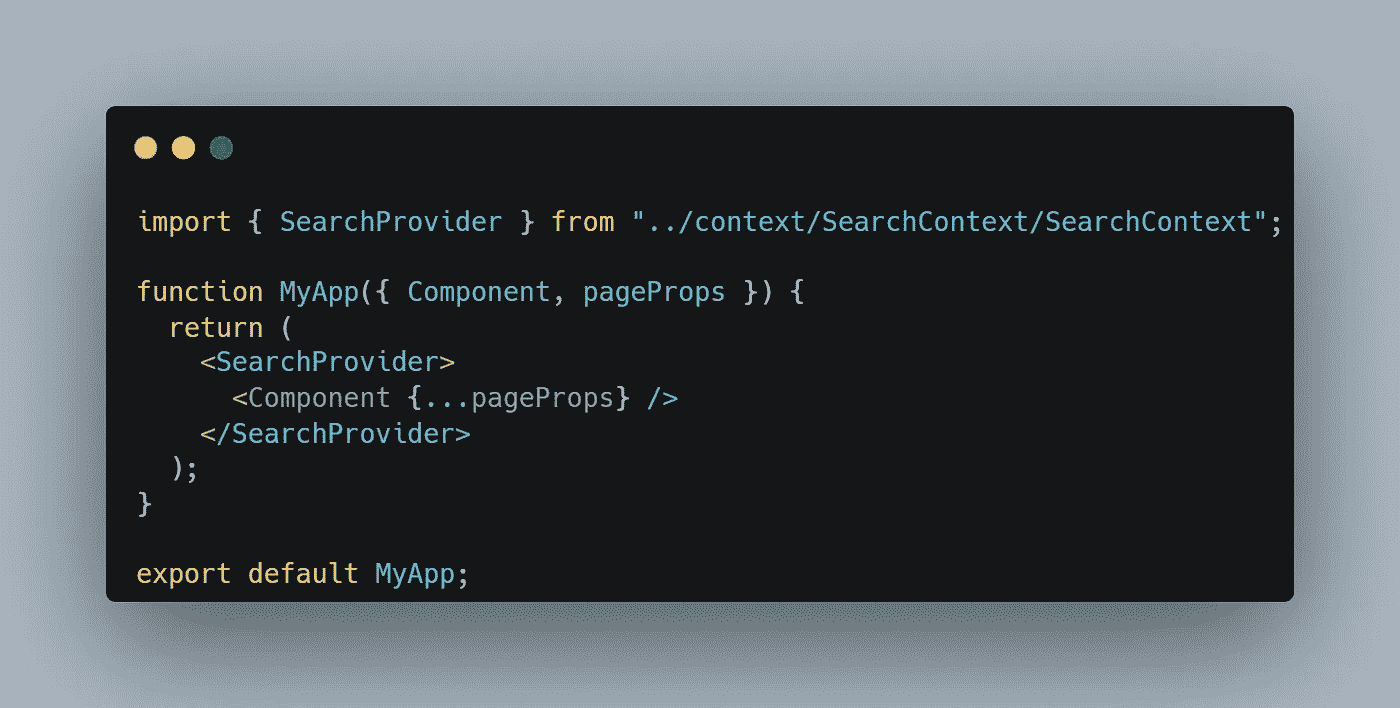 import { SearchProvider } from "../context/SearchContext/SearchContext";

function MyApp({ Component, pageProps }) {
  return (
    <SearchProvider>
      <Component {...pageProps} />
    </SearchProvider>
  );
}

export default MyApp;